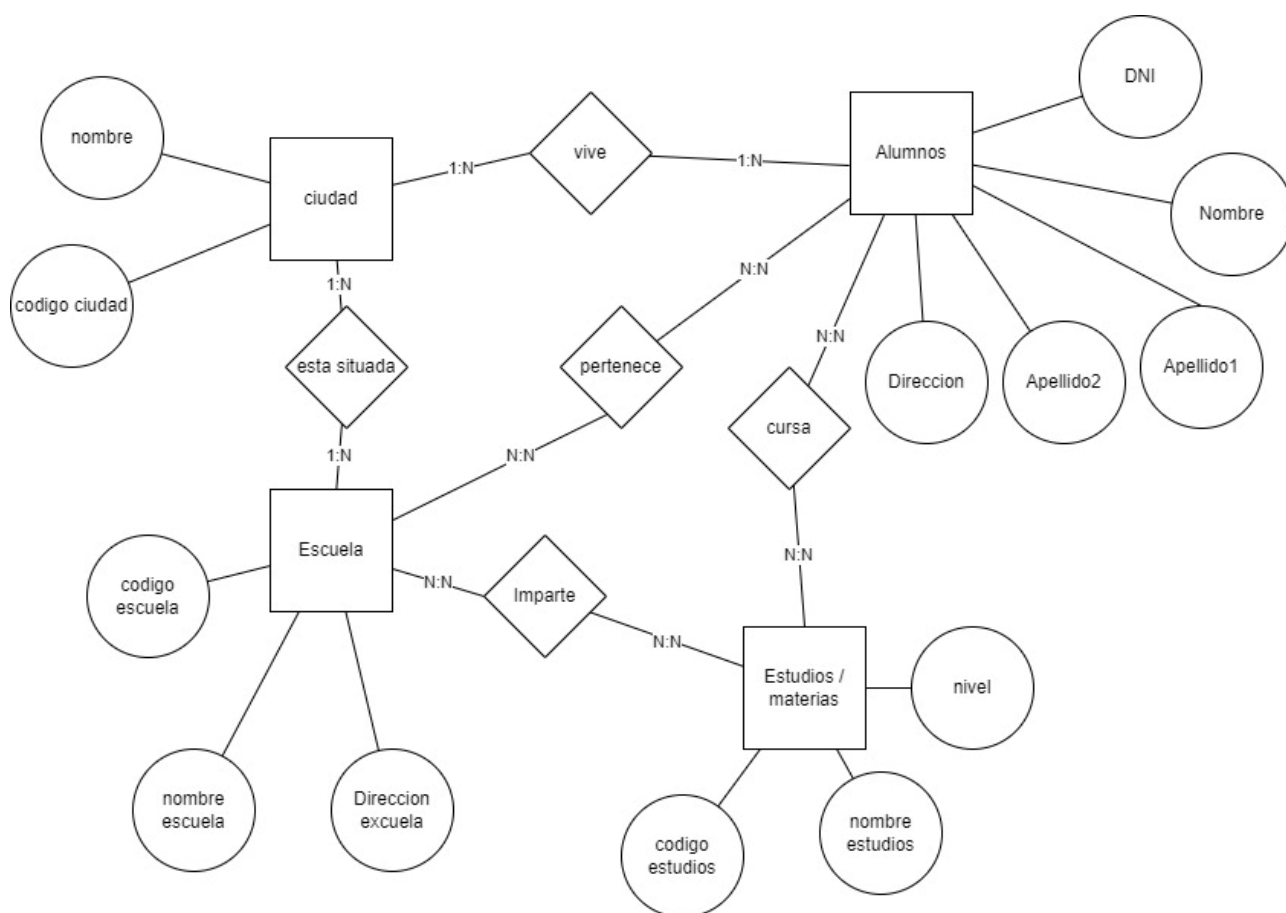 DNI
nombre
vive
Alumnos
1:N
1:N
ciudad
Nombre
N:N
codigo ciudad
1:N
N:N
esta situada
pertenece
Direccion
Apellido2
Apellido1
cursa
1:N
N:N
Escuela
N:N
codigo
escuela
N:N
Imparte
N:N
Estudios /
materias
nivel
nombre
escuela
Direccion
excuela
codigo
estudios
nombre
estudios